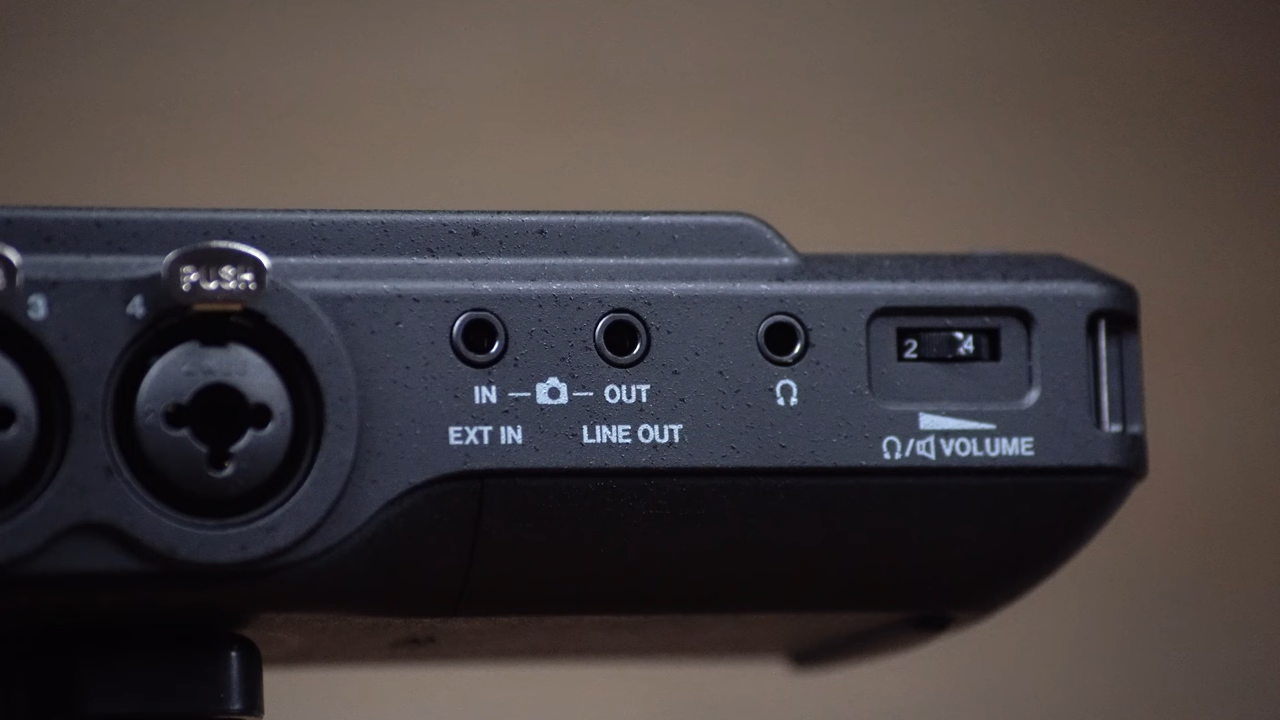 PUSH
3 4
2 4
IN OUT
EXT IN LINE OUT
/ VOLUME